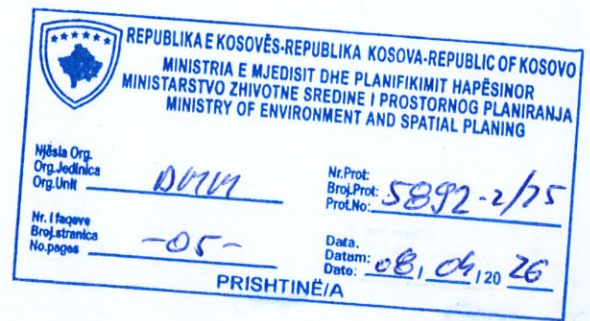 REPUBLIKA E KOSOVËS-REPUBLIKA KOSOVA-REPUBLIC OF KOSOVO
MINISTRIA E MJEDISIT DHE PLANIFIKIMIT HAPËSINOR
MINISTARSTVO ZHIVOTNE SREDINE I PROSTORNOG PLANIRANJA
MINISTRY OF ENVIRONMENT AND SPATIAL PLANING
Njësia Org.
Org.Jedinica
Org.Unit DMM
Nr.Prot:
Broj.Prot:
Prot.No: 5892-2/25
Nr. i faqeve
Broj.stranica
No.pages -05-
Data.
Datum:
Date: 08, 04, 20 26
PRISHTINË/A